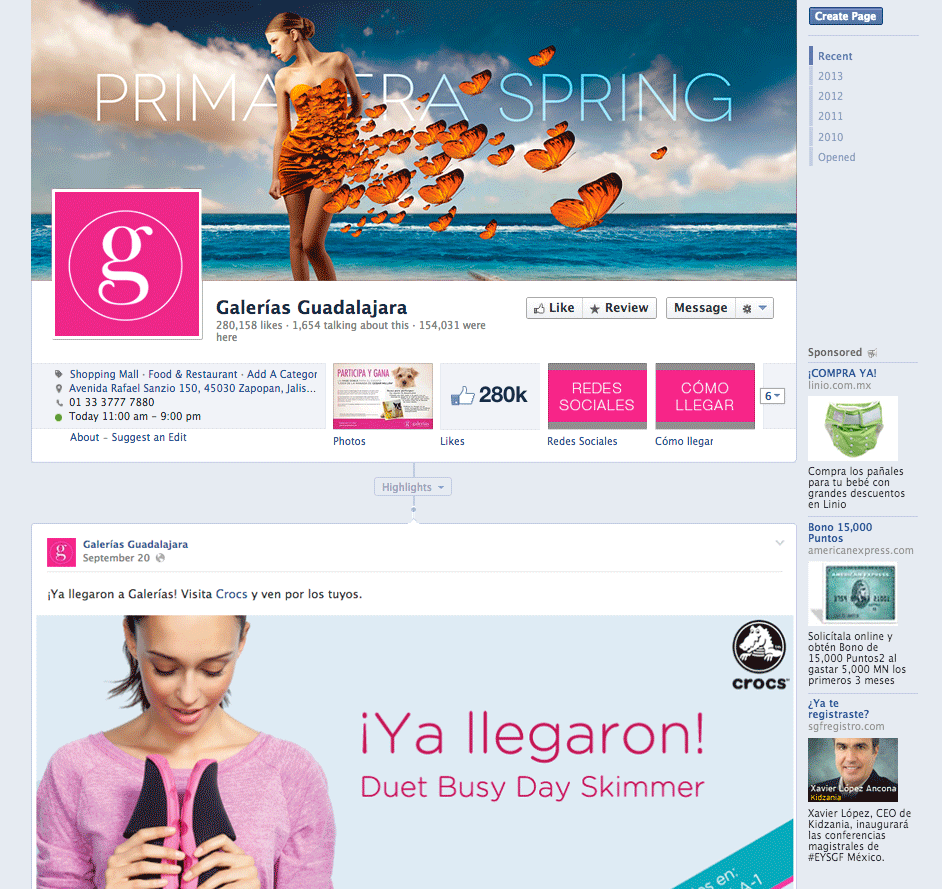 Create Page
Recent
2013
2012
2011
2010
Opened
PRIMAVERA SPRING
g
Galerías Guadalajara
280,158 likes · 1,654 talking about this · 154,031 were
here
Like
Review
Message
Shopping Mall · Food & Restaurant · Add A Categor
Avenida Rafael Sanzio 150, 45030 Zapopan, Jalis...
01 33 3777 7880
Today 11:00 am – 9:00 pm
About – Suggest an Edit
PARTICIPA Y GANA
Photos
280k
Likes
REDES
SOCIALES
Redes Sociales
CÓMO
LLEGAR
Cómo llegar
6
Highlights
g
Galerías Guadalajara
September 20
¡Ya llegaron a Galerías! Visita Crocs y ven por los tuyos.
crocs™
¡Ya llegaron!
Duet Busy Day Skimmer
es en:
A-1
Sponsored
¡COMPRA YA!
linio.com.mx
Compra los pañales
para tu bebé con
grandes descuentos
en Linio
Bono 15,000
Puntos
americanexpress.com
AMERICAN EXPRESS
Solicítala online y
obtén Bono de
15,000 Puntos2 al
gastar 5,000 MN los
primeros 3 meses
¿Ya te
registraste?
sgfregistro.com
Xavier López Ancona
Kidzania
Xavier López, CEO de
Kidzania, inaugurará
las conferencias
magistrales de
#EYSGF México.